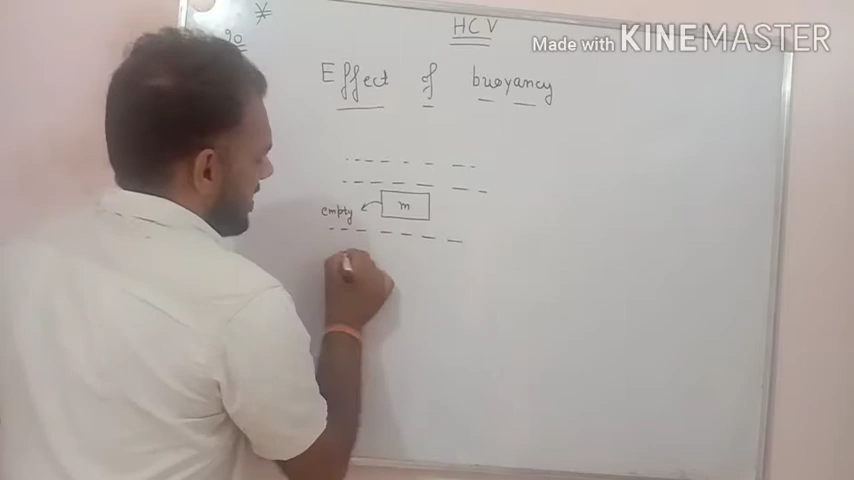 HCV
Made with KINEMASTER
Effect of buoyancy
empty
m